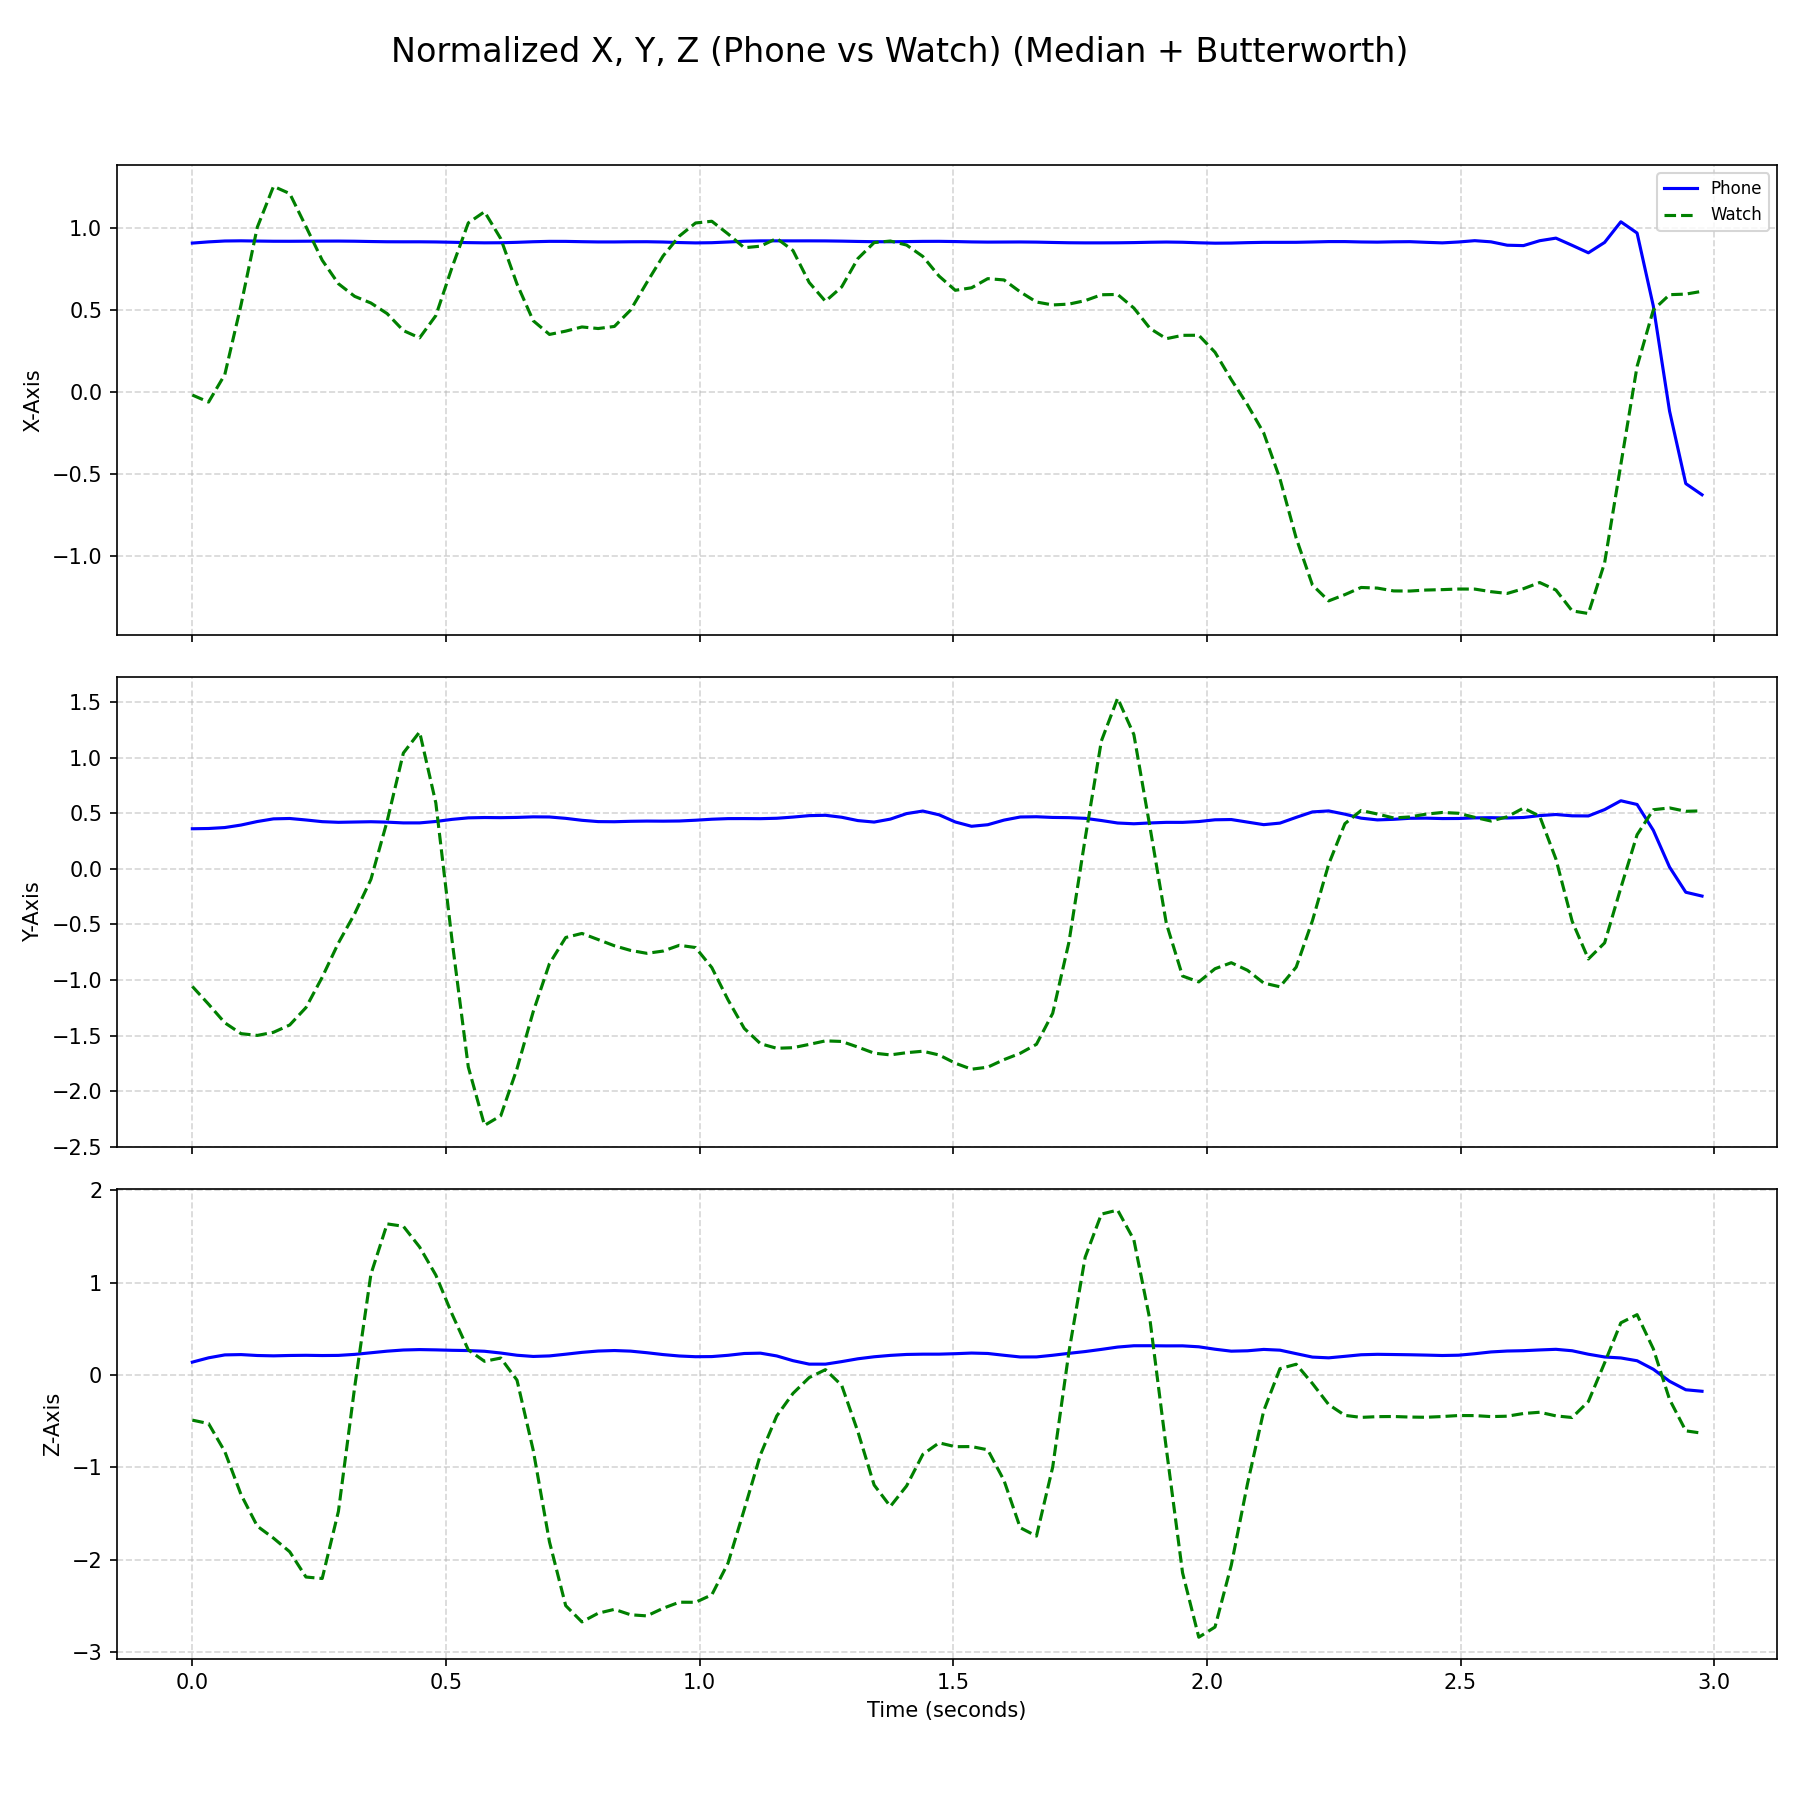 Normalized X, Y, Z (Phone vs Watch) (Median + Butterworth)
Phone
Watch
X-Axis
1.0
0.5
0.0
−0.5
−1.0
Y-Axis
1.5
1.0
0.5
0.0
−0.5
−1.0
−1.5
−2.0
−2.5
Z-Axis
2
1
0
−1
−2
−3
0.0 0.5 1.0 1.5 2.0 2.5 3.0
Time (seconds)